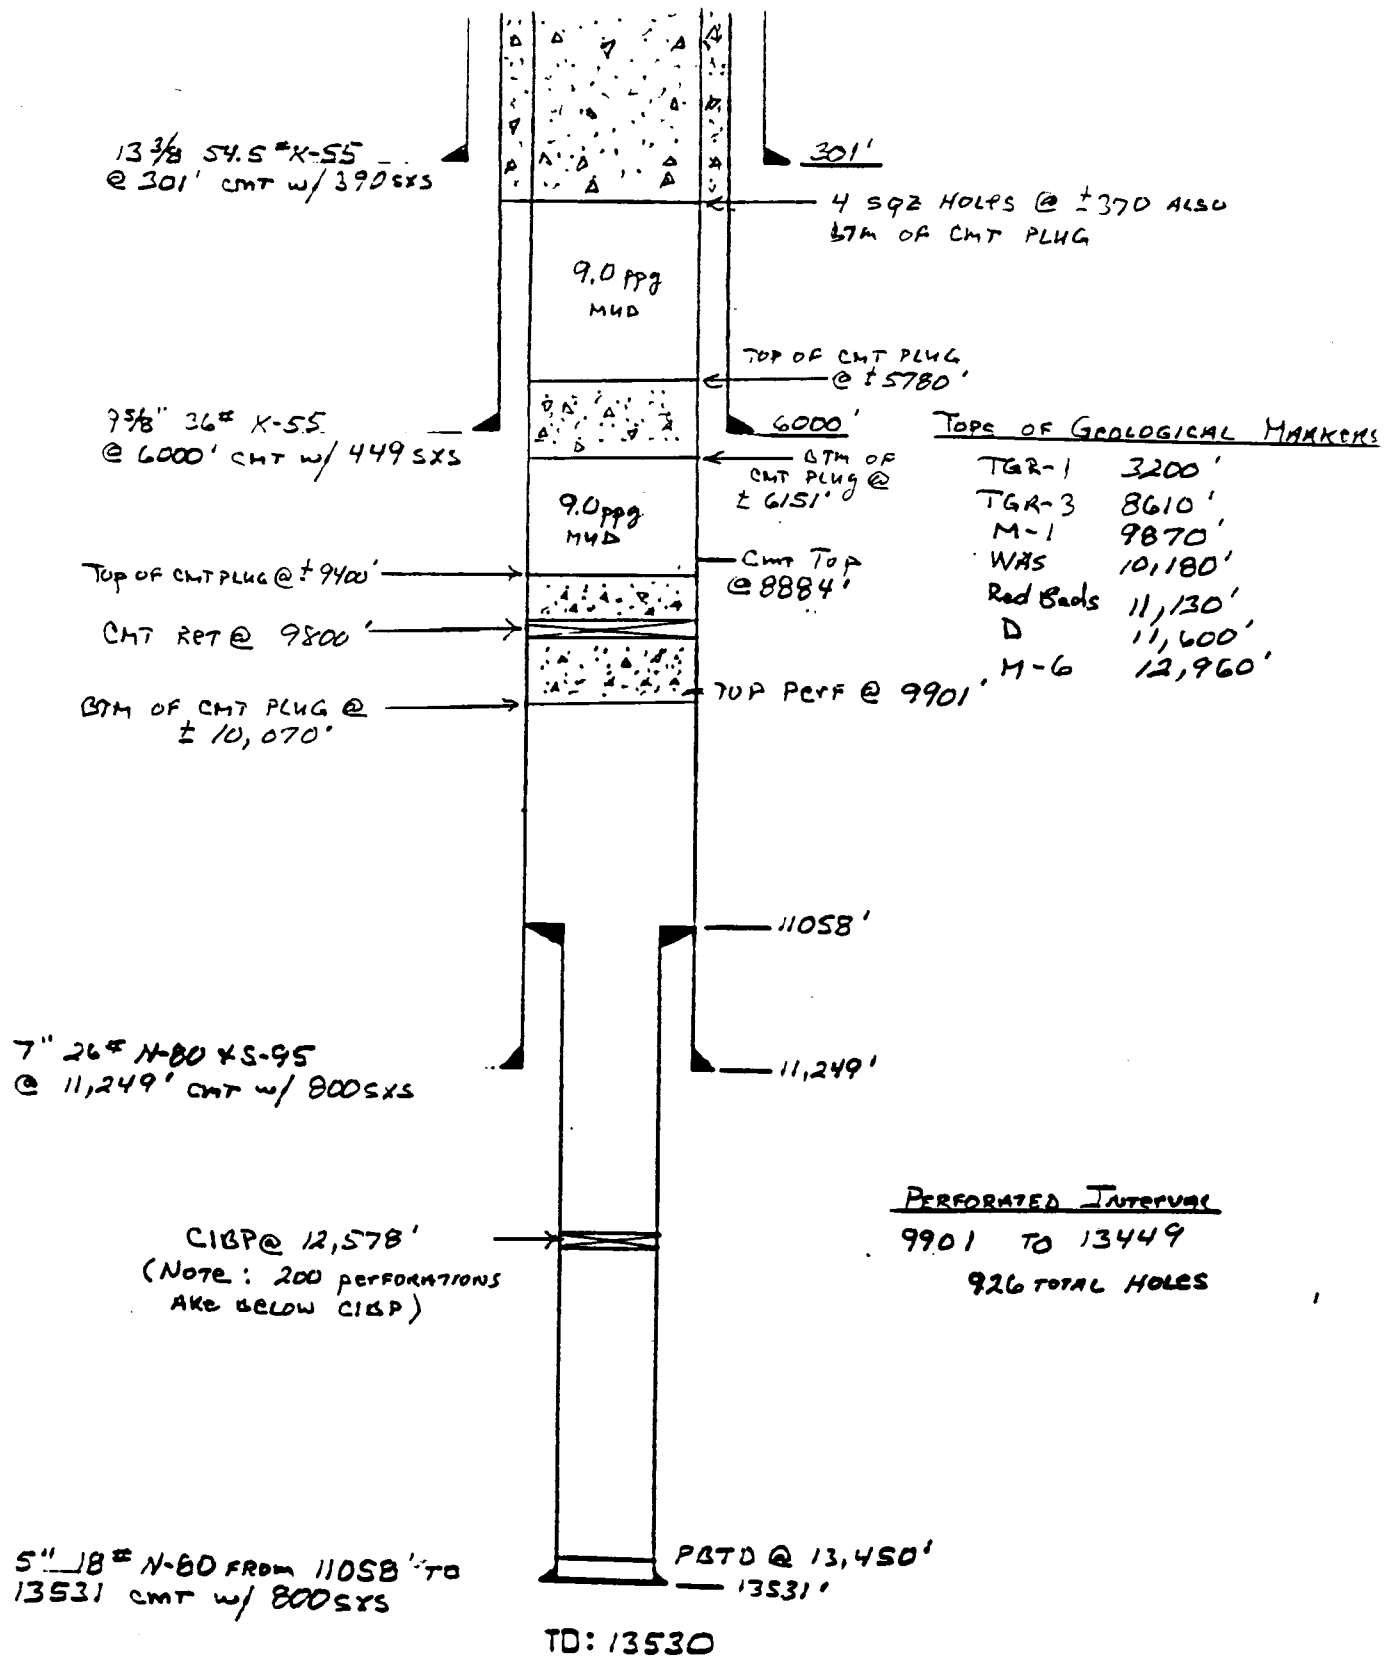 13 3/8 54.5 # K-55
@ 301' CMT w/ 390 SXS
301'
4 SQZ HOLES @ ±370 ALSO
BTM OF CMT PLUG
9.0 ppg
MUD
TOP OF CMT PLUG
@ ±5780'
7 5/8" 36# K-55
@ 6000' CMT w/ 449 SXS
6000'
BTM OF
CMT PLUG @
± 6151'
TOPS OF GEOLOGICAL MARKERS
TGR-1 3200'
TGR-3 8610'
M-1 9870'
WAS 10,180'
Red Beds 11,130'
D 11,600'
M-6 12,960'
9.0 ppg
MUD
Cmt Top
@ 8884'
TOP OF CMT PLUG @ ± 9400'
CMT RET @ 9800'
TOP PERF @ 9901'
BTM OF CMT PLUG @
± 10,070'
11058'
7" 26# N-80 & S-95
@ 11,249' CMT w/ 800 SXS
11,249'
CIBP @ 12,578'
(NOTE: 200 PERFORATIONS
ARE BELOW CIBP)
PERFORATED INTERVAL
9901 TO 13449
926 TOTAL HOLES
5" 18# N-80 FROM 11058' TO
13531 CMT w/ 800 SXS
PBTD @ 13,450'
13531'
TD: 13530